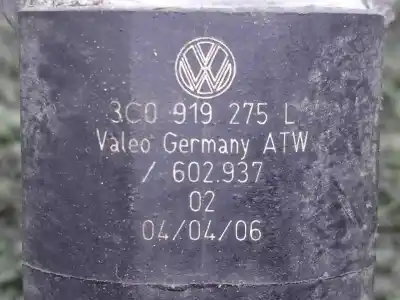 3C0 919 275 L
Valeo Germany ATW
/ 602.937
02
04/04/06